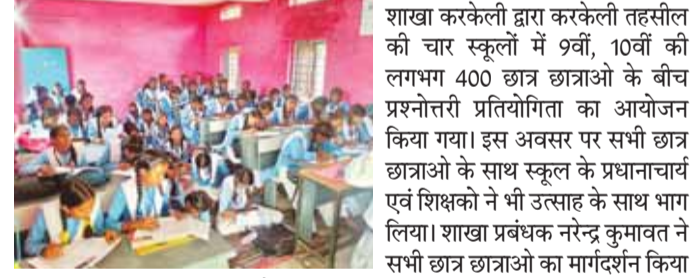 शाखा करकेली द्वारा करकेली तहसील
की चार स्कूलों में 9वीं, 10वीं की
लगभग 400 छात्र छात्राओ के बीच
प्रश्नोत्तरी प्रतियोगिता का आयोजन
किया गया। इस अवसर पर सभी छात्र
छात्राओ के साथ स्कूल के प्रधानाचार्य
एवं शिक्षको ने भी उत्साह के साथ भाग
लिया। शाखा प्रबंधक नरेन्द्र कुमावत ने
सभी छात्र छात्राओ का मार्गदर्शन किया